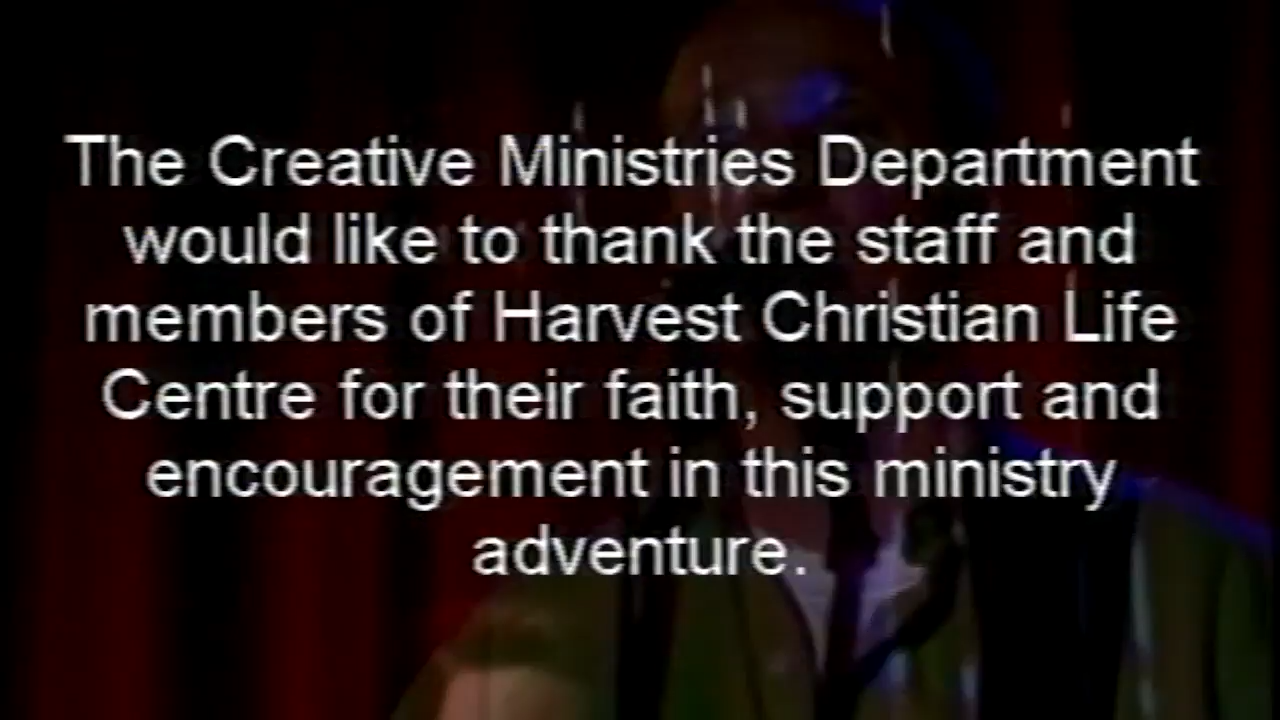 The Creative Ministries Department
would like to thank the staff and
members of Harvest Christian Life
Centre for their faith, support and
encouragement in this ministry
adventure.